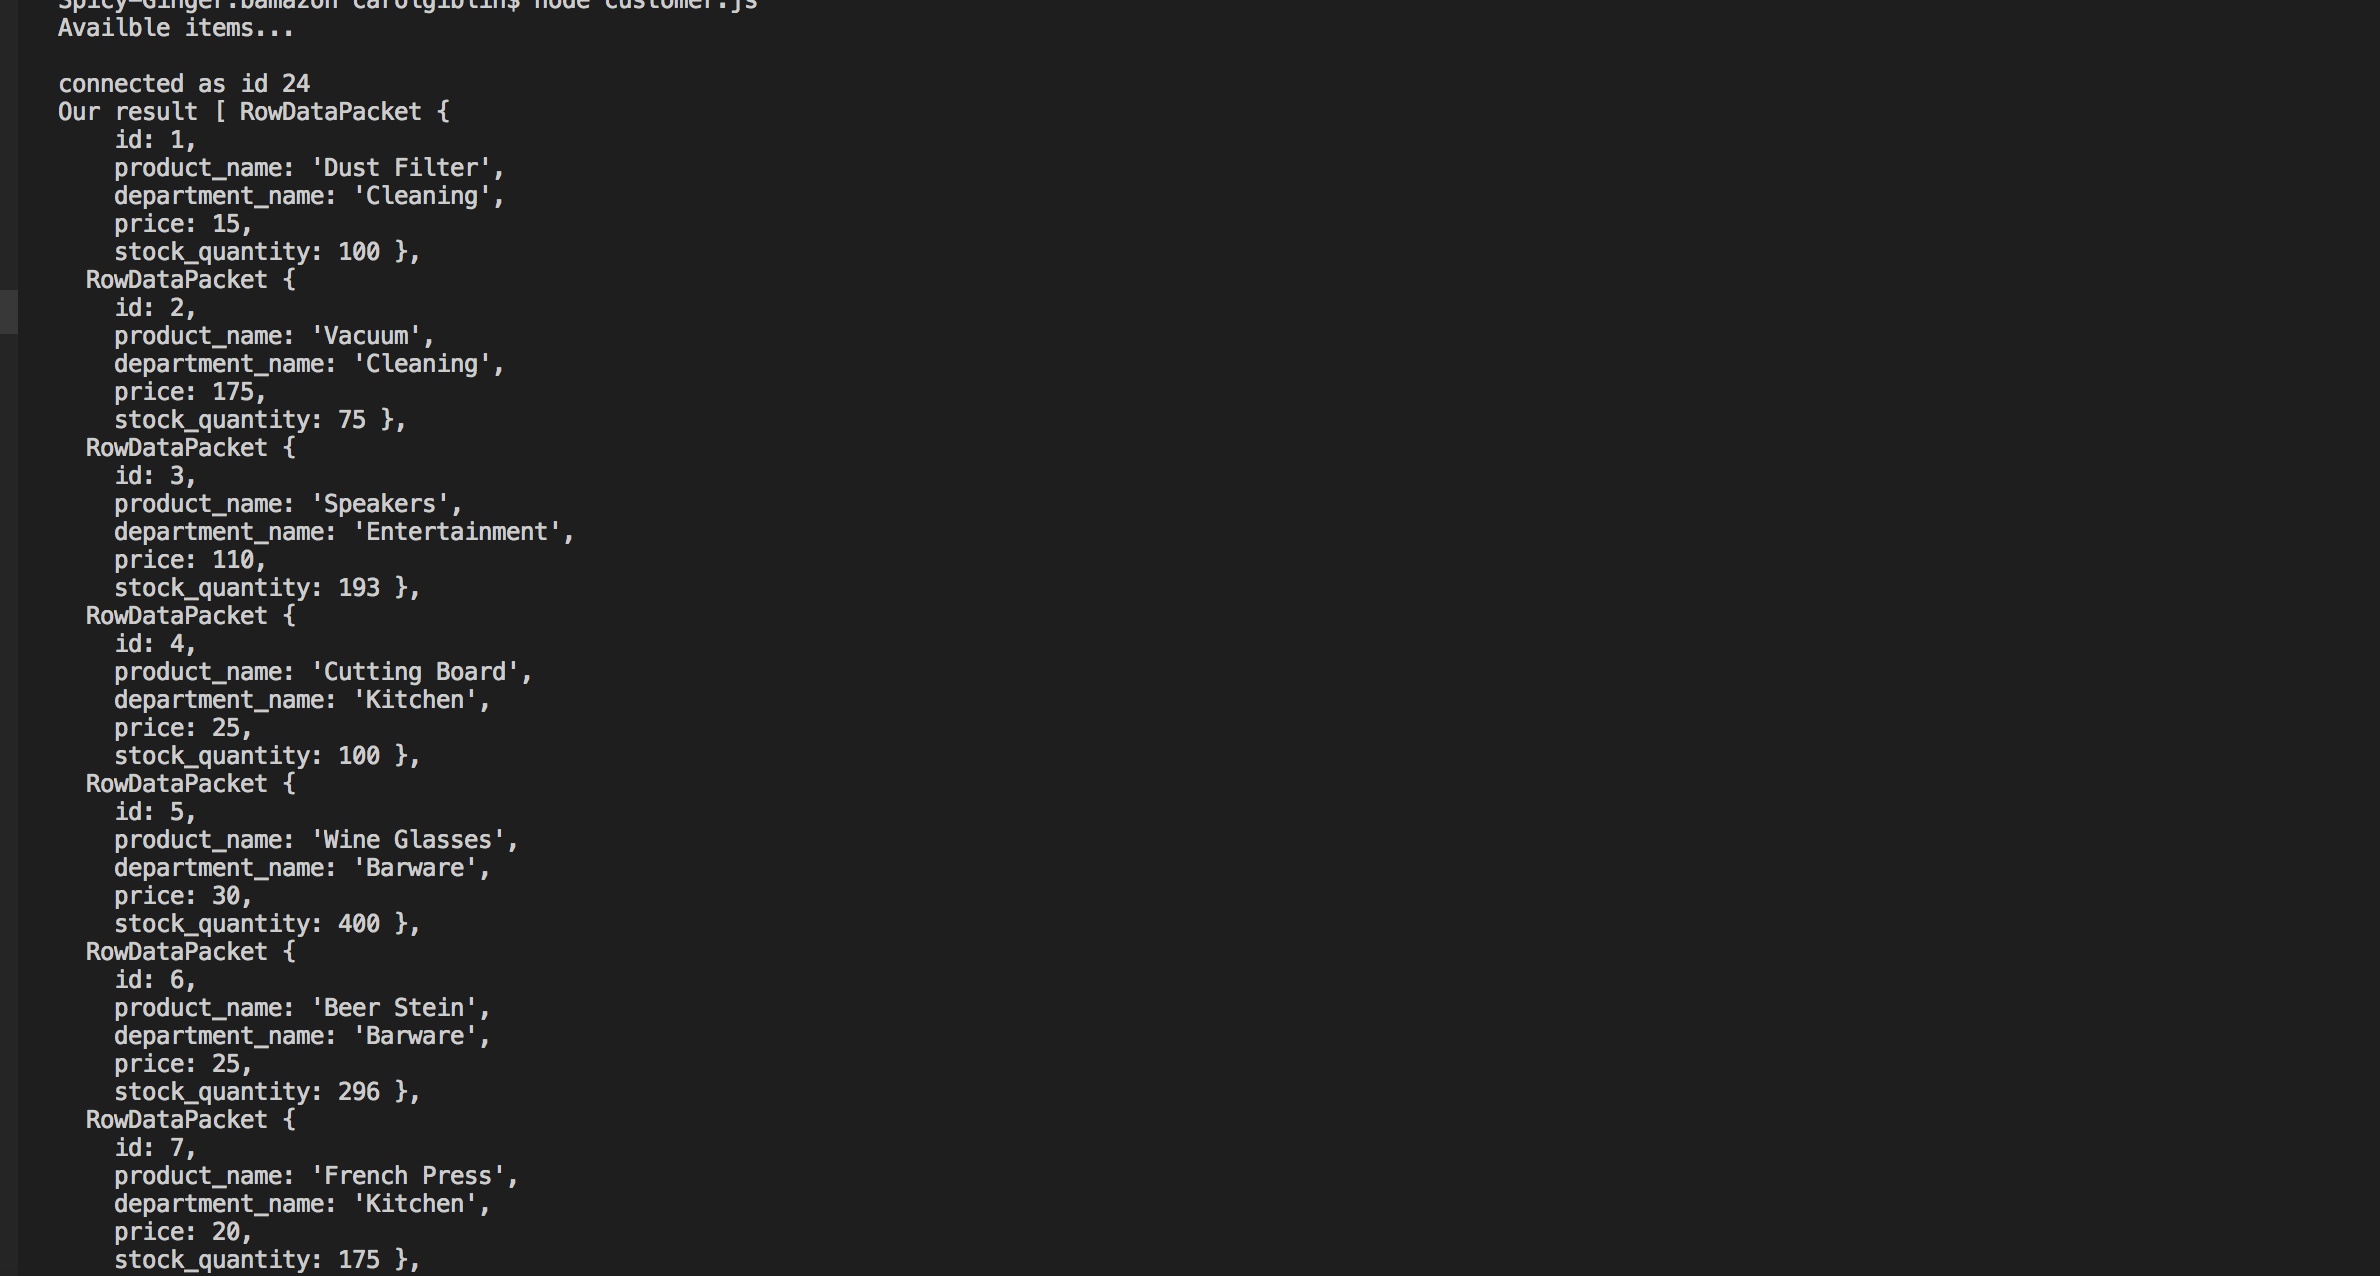 Spicy-Ginger:bamazon carolgiblin$ node customer.js
Availble items...
connected as id 24
Our result [ RowDataPacket {
id: 1,
product_name: 'Dust Filter',
department_name: 'Cleaning',
price: 15,
stock_quantity: 100 },
RowDataPacket {
id: 2,
product_name: 'Vacuum',
department_name: 'Cleaning',
price: 175,
stock_quantity: 75 },
RowDataPacket {
id: 3,
product_name: 'Speakers',
department_name: 'Entertainment',
price: 110,
stock_quantity: 193 },
RowDataPacket {
id: 4,
product_name: 'Cutting Board',
department_name: 'Kitchen',
price: 25,
stock_quantity: 100 },
RowDataPacket {
id: 5,
product_name: 'Wine Glasses',
department_name: 'Barware',
price: 30,
stock_quantity: 400 },
RowDataPacket {
id: 6,
product_name: 'Beer Stein',
department_name: 'Barware',
price: 25,
stock_quantity: 296 },
RowDataPacket {
id: 7,
product_name: 'French Press',
department_name: 'Kitchen',
price: 20,
stock_quantity: 175 },